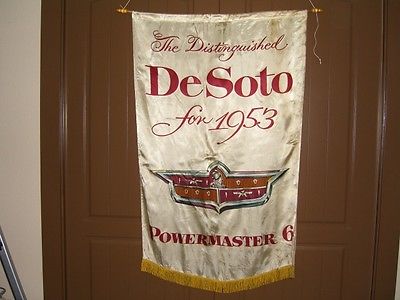 The Distinguished
DeSoto
for 1953
POWERMASTER 6